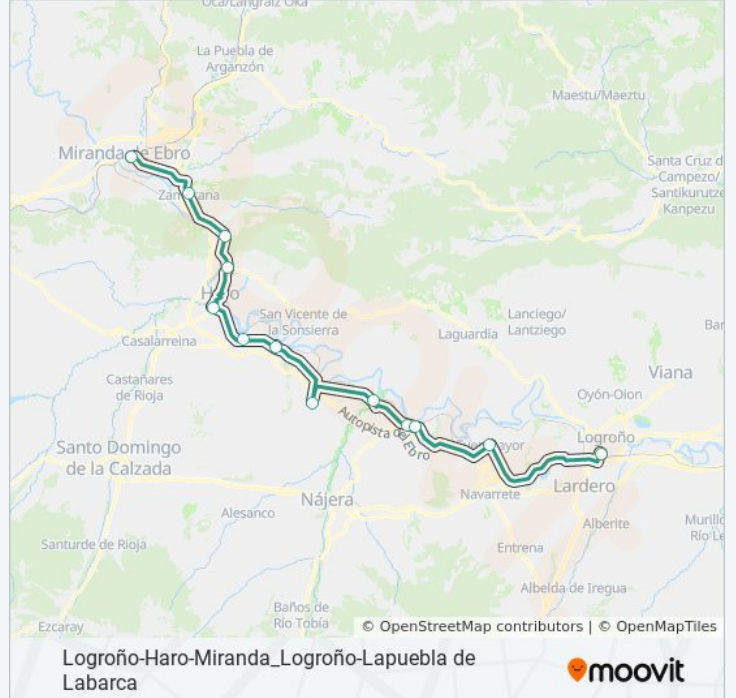 Oca/Langraiz Oka
La Puebla de
Arganzón
Maestu/Maeztu
Miranda de Ebro
Santa Cruz d
Campezo/
Santikurutze
Kanpezu
Haro
San Vicente de
la Sonsierra
Lanciego/
Lantziego
Bar
Casalarreina
Laguardia
Viana
Castañares
de Rioja
Oyón-Oion
Autopista del Ebro
Logroño
Santo Domingo
de la Calzada
Lardero
Nájera
Navarrete
Alesanco
Alberite
Murillo
Río Le
Santurde de Rioja
Entrena
Albelda de Iregua
Baños de
Río Tobía
Ezcaray
© OpenStreetMap contributors | © OpenMapTiles
Logroño-Haro-Miranda_Logroño-Lapuebla de
Labarca
moovit